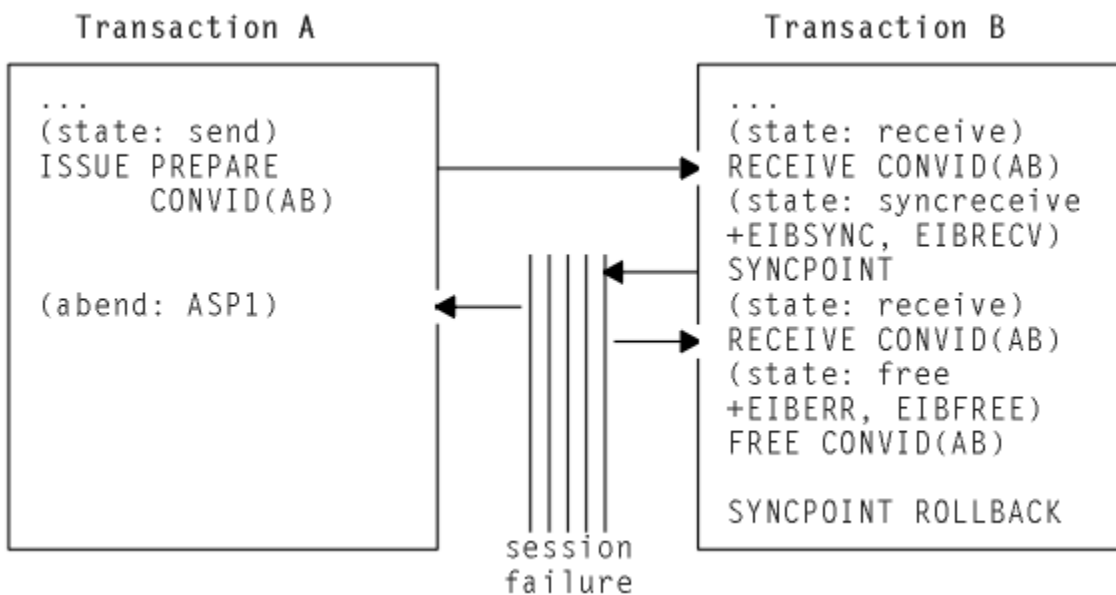 Transaction A
...
(state: send)
ISSUE PREPARE
CONVID(AB)
(abend: ASP1)
Transaction B
...
(state: receive)
RECEIVE CONVID(AB)
(state: syncreceive
+EIBSYNC, EIBRECV)
SYNCPOINT
(state: receive)
RECEIVE CONVID(AB)
(state: free
+EIBERR, EIBFREE)
FREE CONVID(AB)
SYNCPOINT ROLLBACK
session
failure